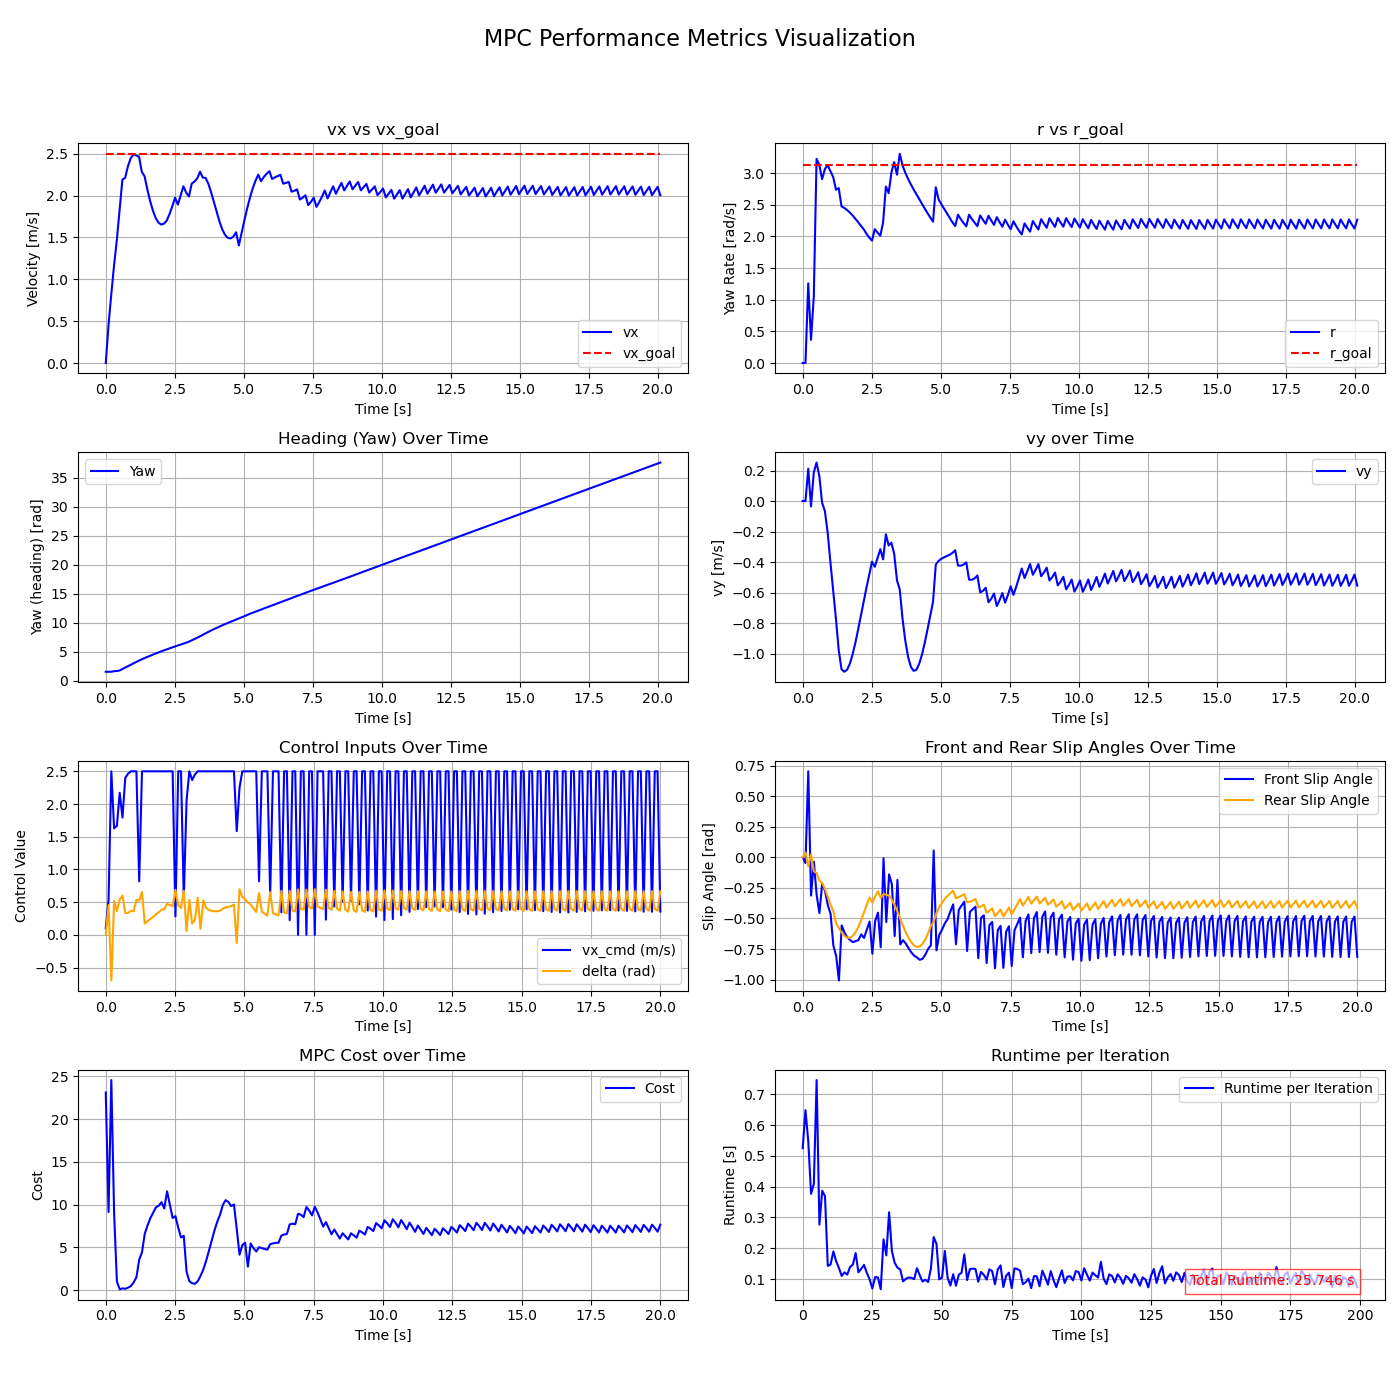 MPC Performance Metrics Visualization
vx vs vx_goal
2.5
2.0
1.5
1.0
0.5
0.0
Velocity [m/s]
vx
vx_goal
0.0 2.5 5.0 7.5 10.0 12.5 15.0 17.5 20.0
Time [s]
r vs r_goal
3.0
2.5
2.0
1.5
1.0
0.5
0.0
Yaw Rate [rad/s]
r
r_goal
0.0 2.5 5.0 7.5 10.0 12.5 15.0 17.5 20.0
Time [s]
Heading (Yaw) Over Time
Yaw
35
30
25
20
15
10
5
0
Yaw (heading) [rad]
0.0 2.5 5.0 7.5 10.0 12.5 15.0 17.5 20.0
Time [s]
vy over Time
vy
0.2
0.0
−0.2
−0.4
−0.6
−0.8
−1.0
vy [m/s]
0.0 2.5 5.0 7.5 10.0 12.5 15.0 17.5 20.0
Time [s]
Control Inputs Over Time
2.5
2.0
1.5
1.0
0.5
0.0
−0.5
Control Value
vx_cmd (m/s)
delta (rad)
0.0 2.5 5.0 7.5 10.0 12.5 15.0 17.5 20.0
Time [s]
Front and Rear Slip Angles Over Time
Front Slip Angle
Rear Slip Angle
0.75
0.50
0.25
0.00
−0.25
−0.50
−0.75
−1.00
Slip Angle [rad]
0.0 2.5 5.0 7.5 10.0 12.5 15.0 17.5 20.0
Time [s]
MPC Cost over Time
Cost
25
20
15
10
5
0
Cost
0.0 2.5 5.0 7.5 10.0 12.5 15.0 17.5 20.0
Time [s]
Runtime per Iteration
Runtime per Iteration
0.7
0.6
0.5
0.4
0.3
0.2
0.1
Runtime [s]
Total Runtime: 25.746 s
0 25 50 75 100 125 150 175 200
Time [s]